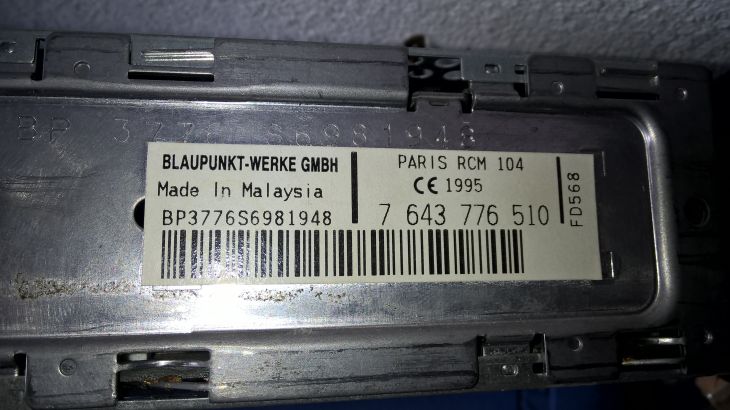 BP 3776 S6981948
BLAUPUNKT-WERKE GMBH
Made In Malaysia
BP3776S6981948
PARIS RCM 104
CE 1995
7 643 776 510
FD568